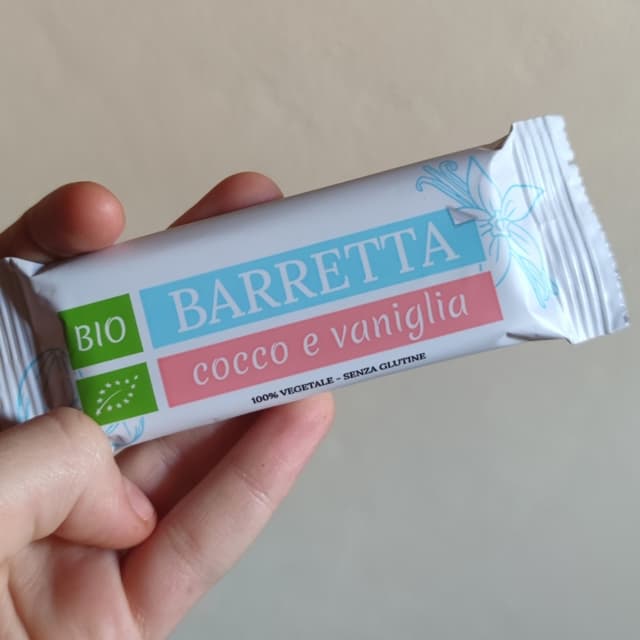 BIO
BARRETTA
cocco e vaniglia
100% VEGETALE - SENZA GLUTINE